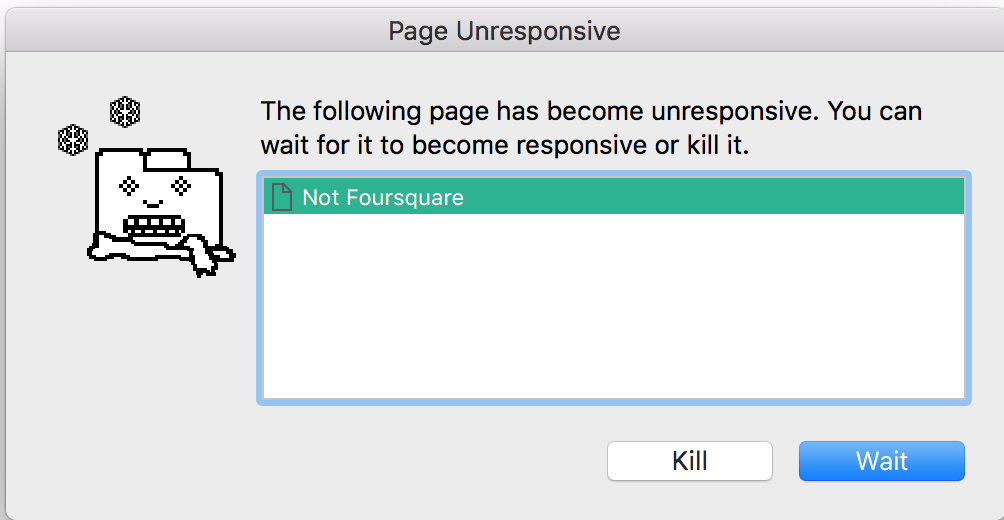 Page Unresponsive
The following page has become unresponsive. You can
wait for it to become responsive or kill it.
Not Foursquare
Kill
Wait